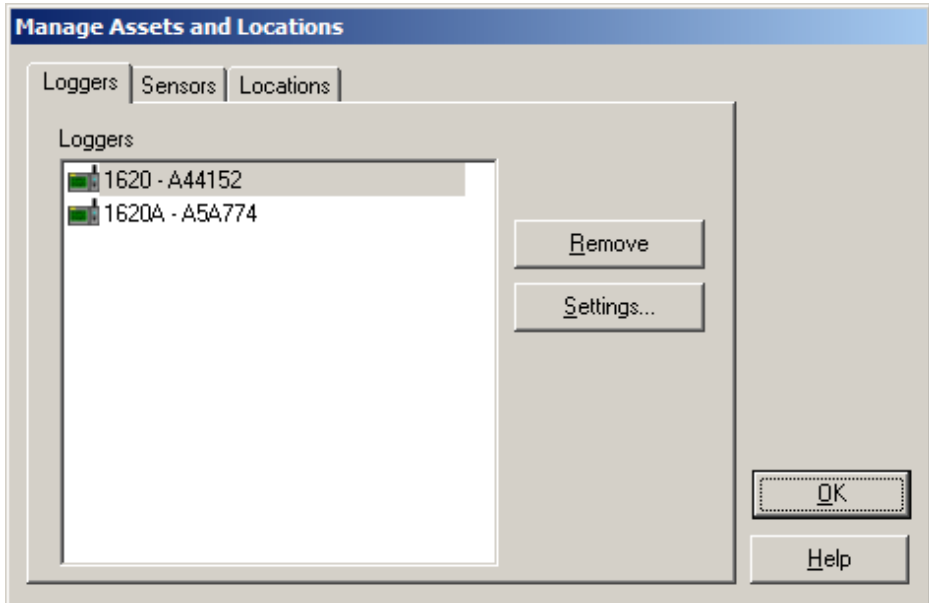 Manage Assets and Locations
Loggers Sensors Locations
Loggers
1620 - A44152
1620A - A5A774
Remove
Settings...
OK
Help